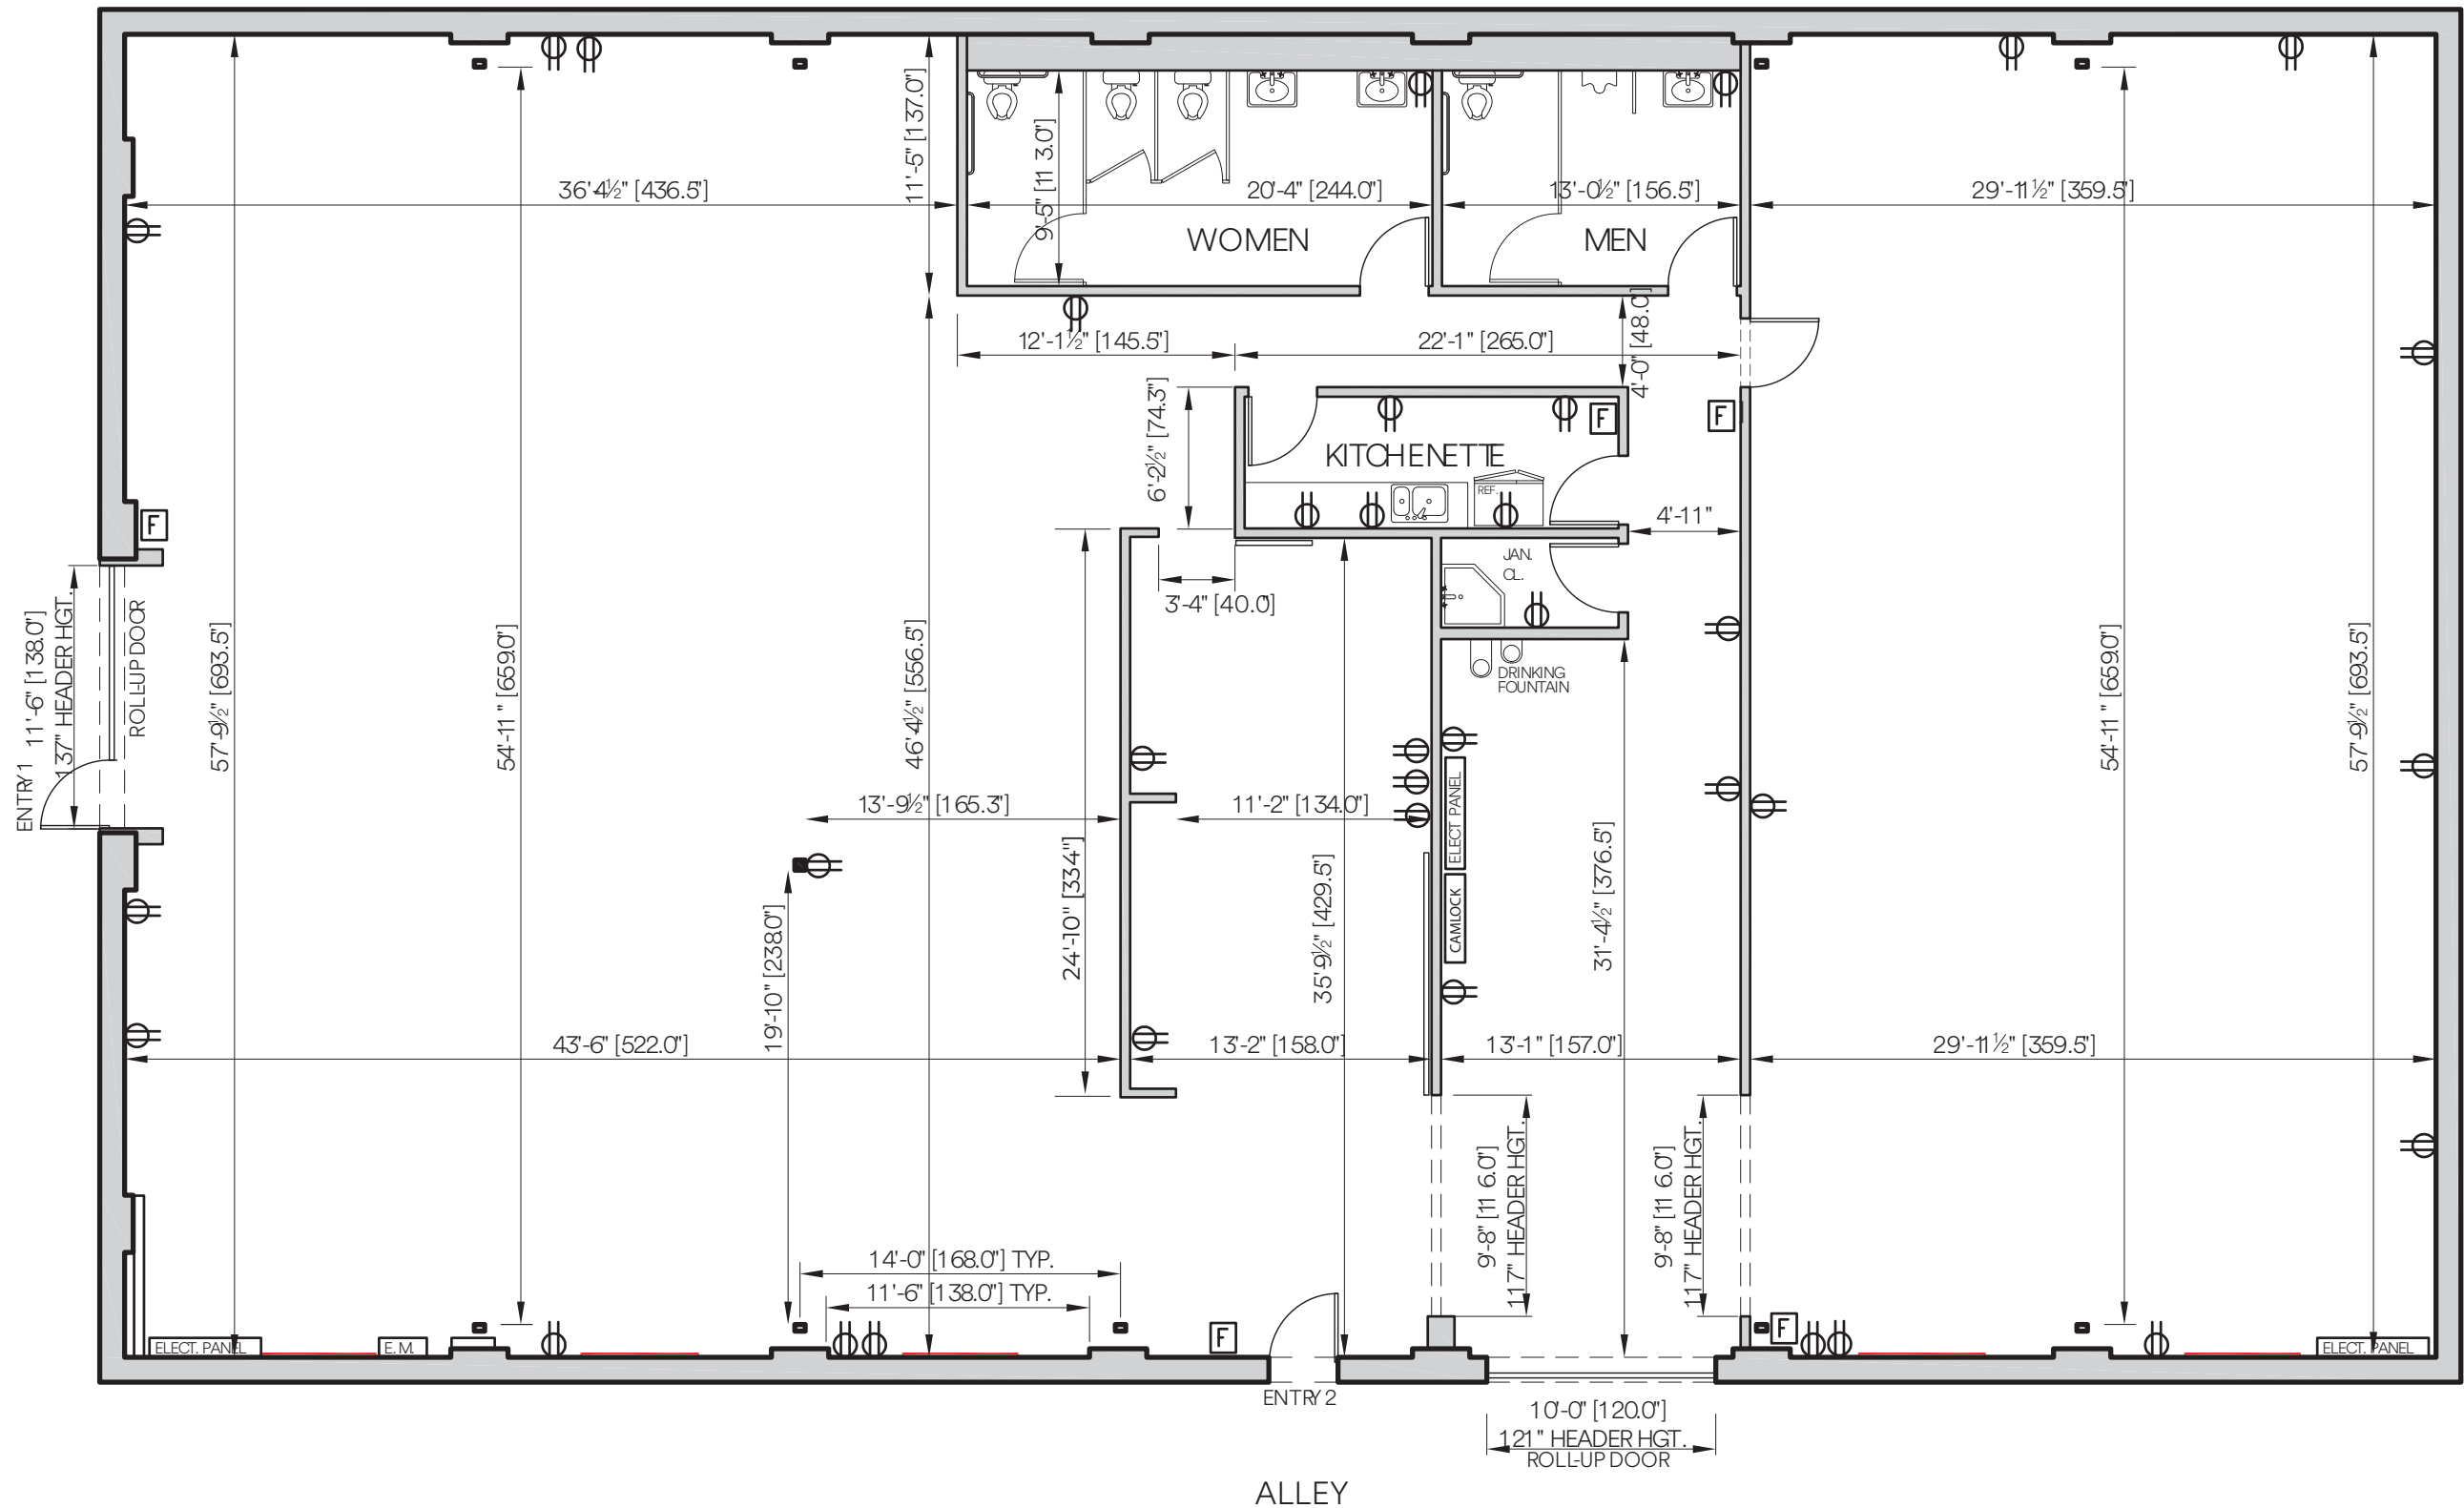 36'-4½" [436.5"]
11'-5" [137.0"]
9'-5" [113.0"]
20'-4" [244.0"]
13'-0½" [156.5"]
29'-11½" [359.5"]
WOMEN
MEN
12'-1½" [145.5"]
22'-1" [265.0"]
4'-0" [48.0"]
6'-2½" [74.3"]
F
F
KITCHENETTE
REF.
4'-11"
F
JAN.
CL.
3'-4" [40.0"]
DRINKING
FOUNTAIN
ENTRY 1
11'-6" [138.0"]
137" HEADER HGT.
ROLL-UP DOOR
57'-9½" [693.5"]
54'-11" [659.0"]
46'-4½" [556.5"]
54'-11" [659.0"]
57'-9½" [693.5"]
13'-9½" [165.3"]
11'-2" [134.0"]
ELECT PANEL
CAMLOCK
24'-10" [334"]
35'-9½" [429.5"]
31'-4½" [376.5"]
19'-10" [238.0"]
43'-6" [522.0"]
13'-2" [158.0"]
13'-1" [157.0"]
29'-11½" [359.5"]
9'-8" [116.0"]
117" HEADER HGT.
9'-8" [116.0"]
117" HEADER HGT.
14'-0" [168.0"] TYP.
11'-6" [138.0"] TYP.
ELECT. PANEL
E. M.
F
F
ELECT. PANEL
ENTRY 2
10'-0" [120.0"]
121" HEADER HGT.
ROLL-UP DOOR
ALLEY